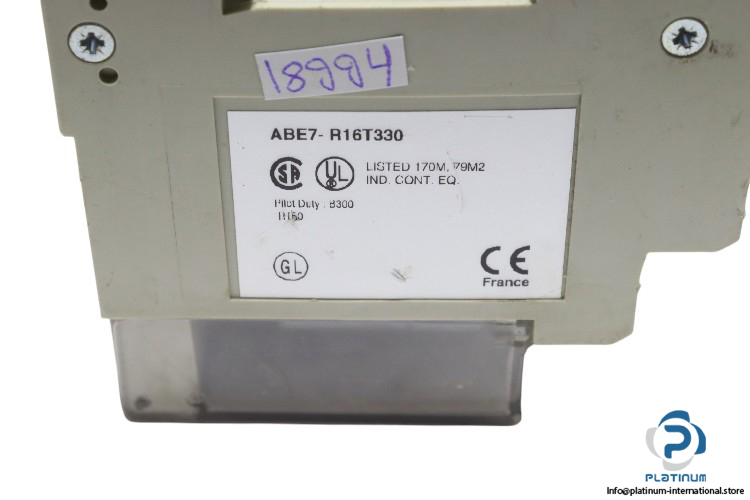 18994
ABE7- R16T330
LISTED 170M, 79M2
IND. CONT. EQ.
Pilot Duty : B300
GL
CE
France
PLATINUM
Info@platinum-international.store